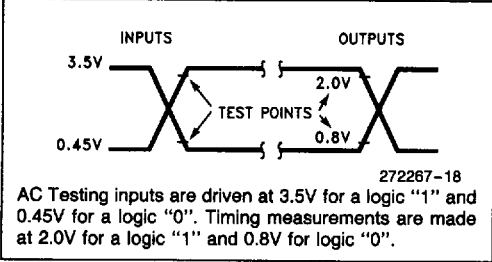 INPUTS OUTPUTS
3.5V
2.0V
TEST POINTS
0.8V
0.45V
272267-18
AC Testing inputs are driven at 3.5V for a logic "1" and
0.45V for a logic "0". Timing measurements are made
at 2.0V for a logic "1" and 0.8V for logic "0".